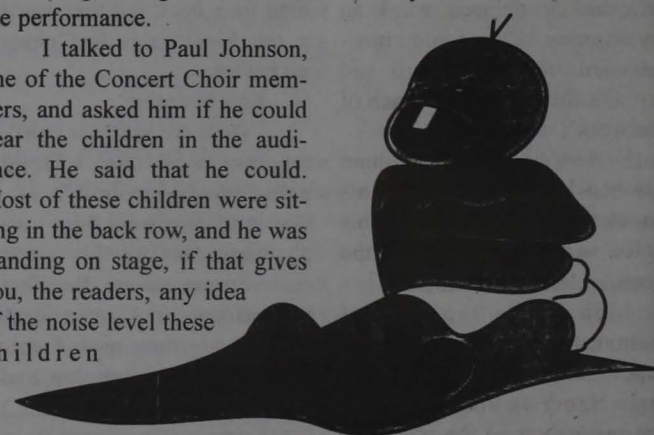 e performance.
I talked to Paul Johnson,
ne of the Concert Choir mem-
ers, and asked him if he could
ear the children in the audi-
nce. He said that he could.
lost of these children were sit-
ng in the back row, and he was
anding on stage, if that gives
ou, the readers, any idea
f the noise level these
hildren